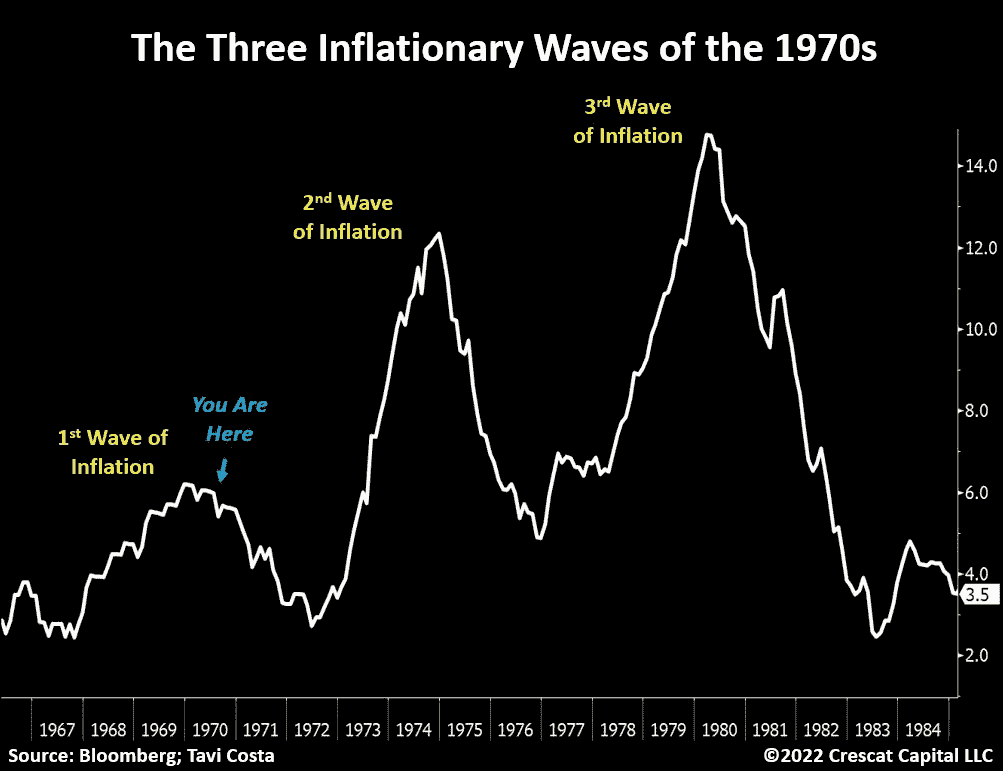 The Three Inflationary Waves of the 1970s
3rd Wave
of Inflation
2nd Wave
of Inflation
You Are
Here
1st Wave of
Inflation
14.0
12.0
10.0
8.0
6.0
4.0
3.5
2.0
1967 1968 1969 1970 1971 1972 1973 1974 1975 1976 1977 1978 1979 1980 1981 1982 1983 1984
Source: Bloomberg; Tavi Costa
©2022 Crescat Capital LLC